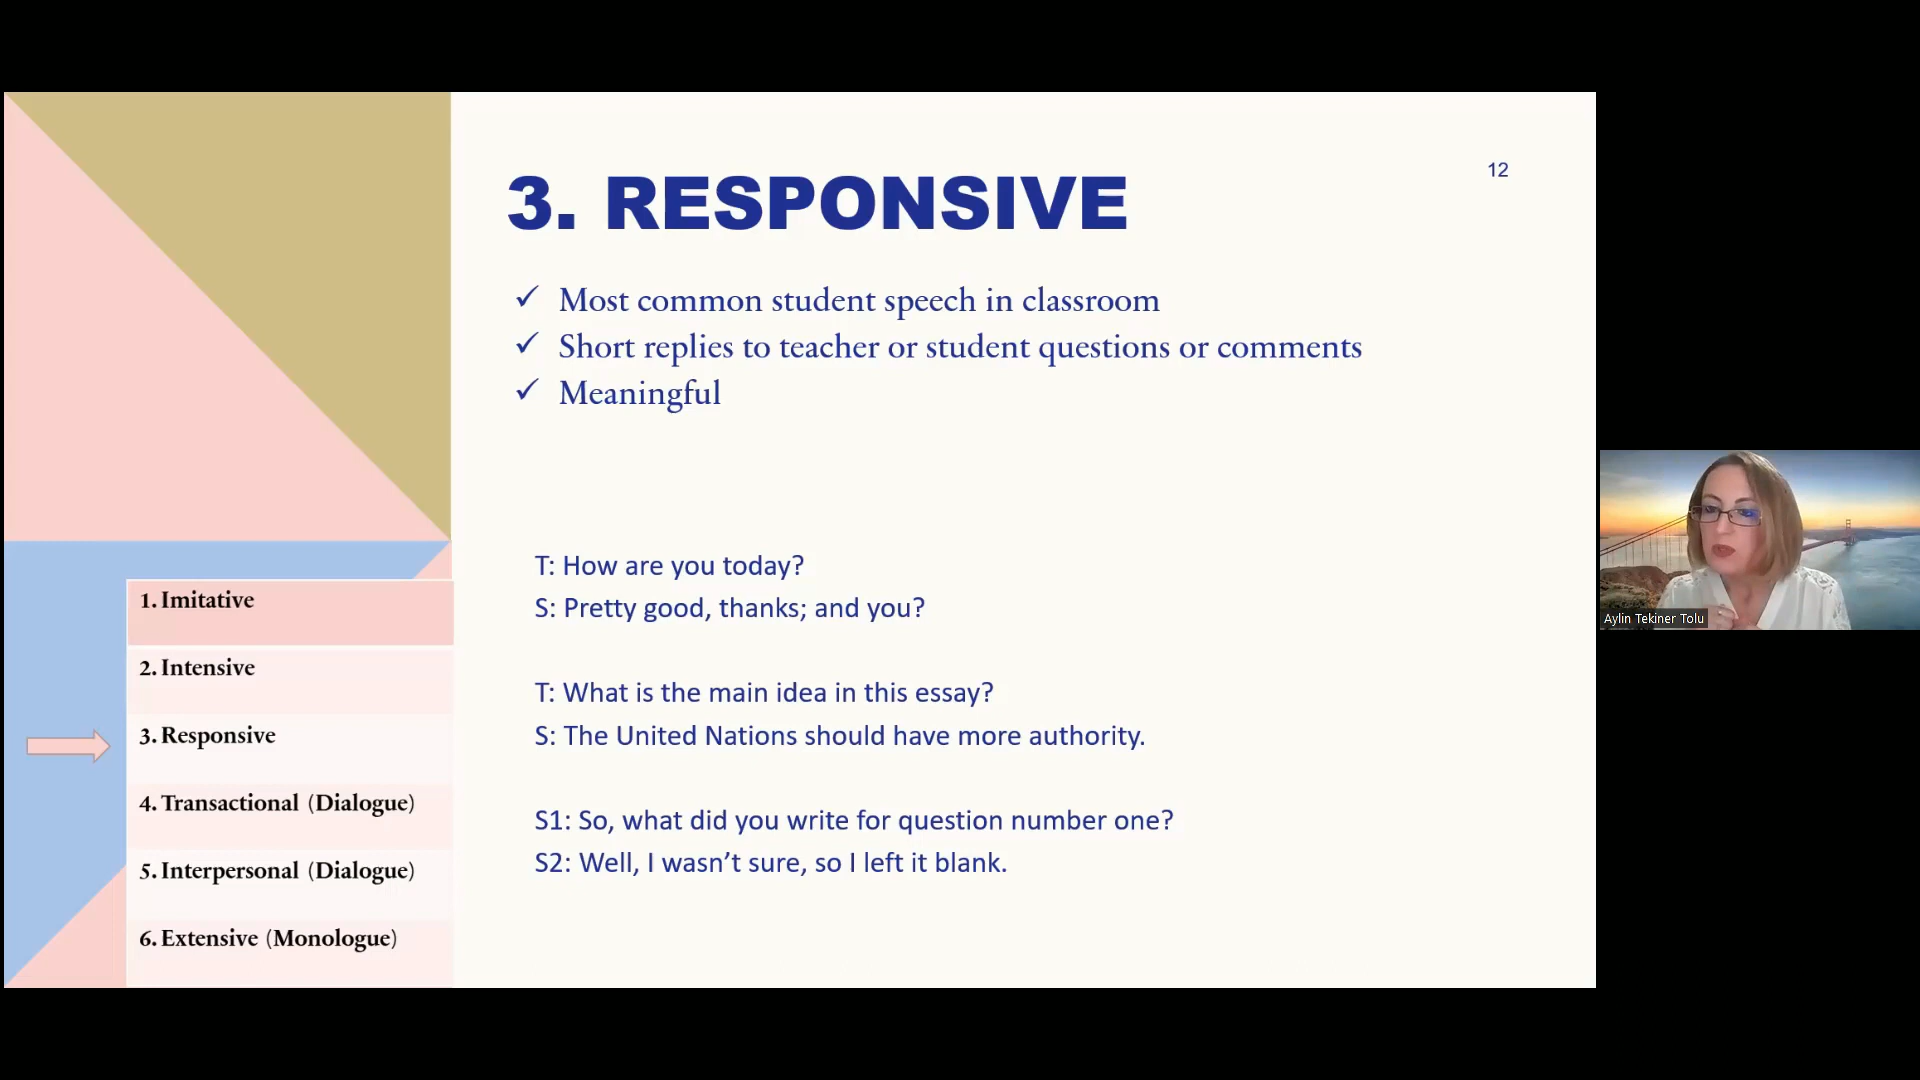 12
3. RESPONSIVE
✓ Most common student speech in classroom
✓ Short replies to teacher or student questions or comments
✓ Meaningful
T: How are you today?
S: Pretty good, thanks; and you?
T: What is the main idea in this essay?
S: The United Nations should have more authority.
S1: So, what did you write for question number one?
S2: Well, I wasn’t sure, so I left it blank.
1. Imitative
2. Intensive
3. Responsive
4. Transactional (Dialogue)
5. Interpersonal (Dialogue)
6. Extensive (Monologue)
Aylin Tekiner Tolu